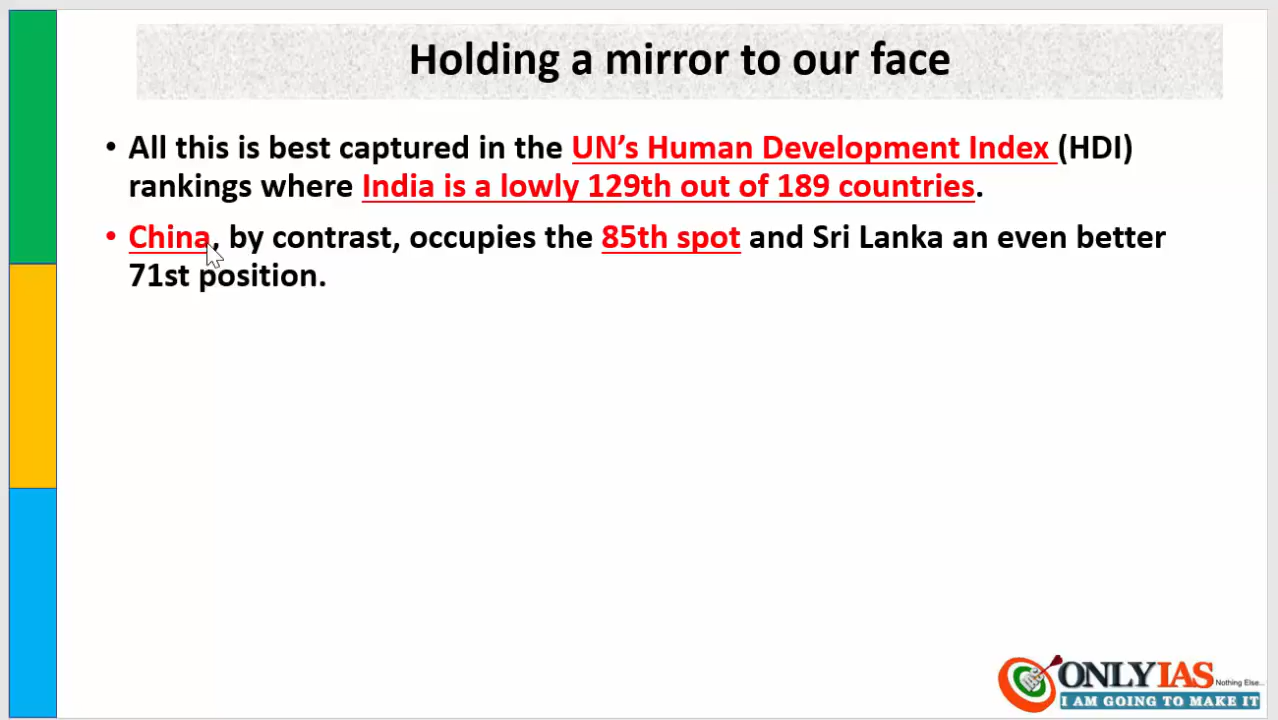 Holding a mirror to our face
• All this is best captured in the UN’s Human Development Index (HDI)
rankings where India is a lowly 129th out of 189 countries.
• China, by contrast, occupies the 85th spot and Sri Lanka an even better
71st position.
ONLYIAS Nothing Else...
I AM GOING TO MAKE IT